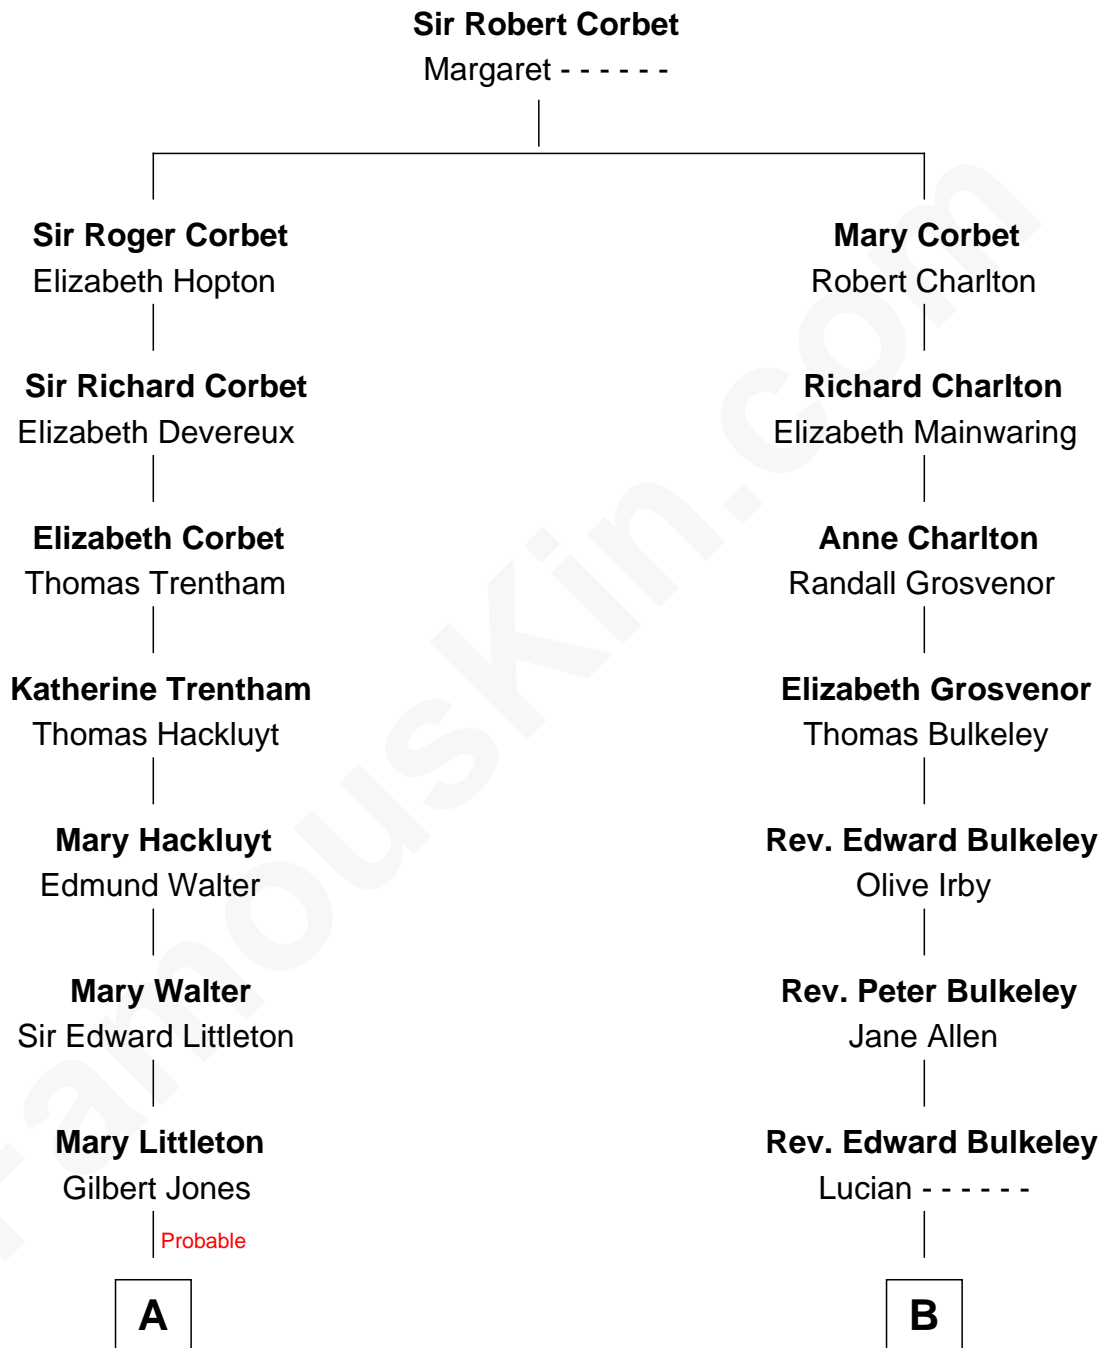 Sir Robert Corbet
Margaret - - - - - -
Sir Roger Corbet
Elizabeth Hopton
Mary Corbet
Robert Charlton
Sir Richard Corbet
Elizabeth Devereux
Richard Charlton
Elizabeth Mainwaring
Elizabeth Corbet
Thomas Trentham
Anne Charlton
Randall Grosvenor
Katherine Trentham
Thomas Hackluyt
Elizabeth Grosvenor
Thomas Bulkeley
Mary Hackluyt
Edmund Walter
Rev. Edward Bulkeley
Olive Irby
Mary Walter
Sir Edward Littleton
Rev. Peter Bulkeley
Jane Allen
Mary Littleton
Gilbert Jones
Rev. Edward Bulkeley
Lucian - - - - - -
Probable
A
B
FamousKin.com